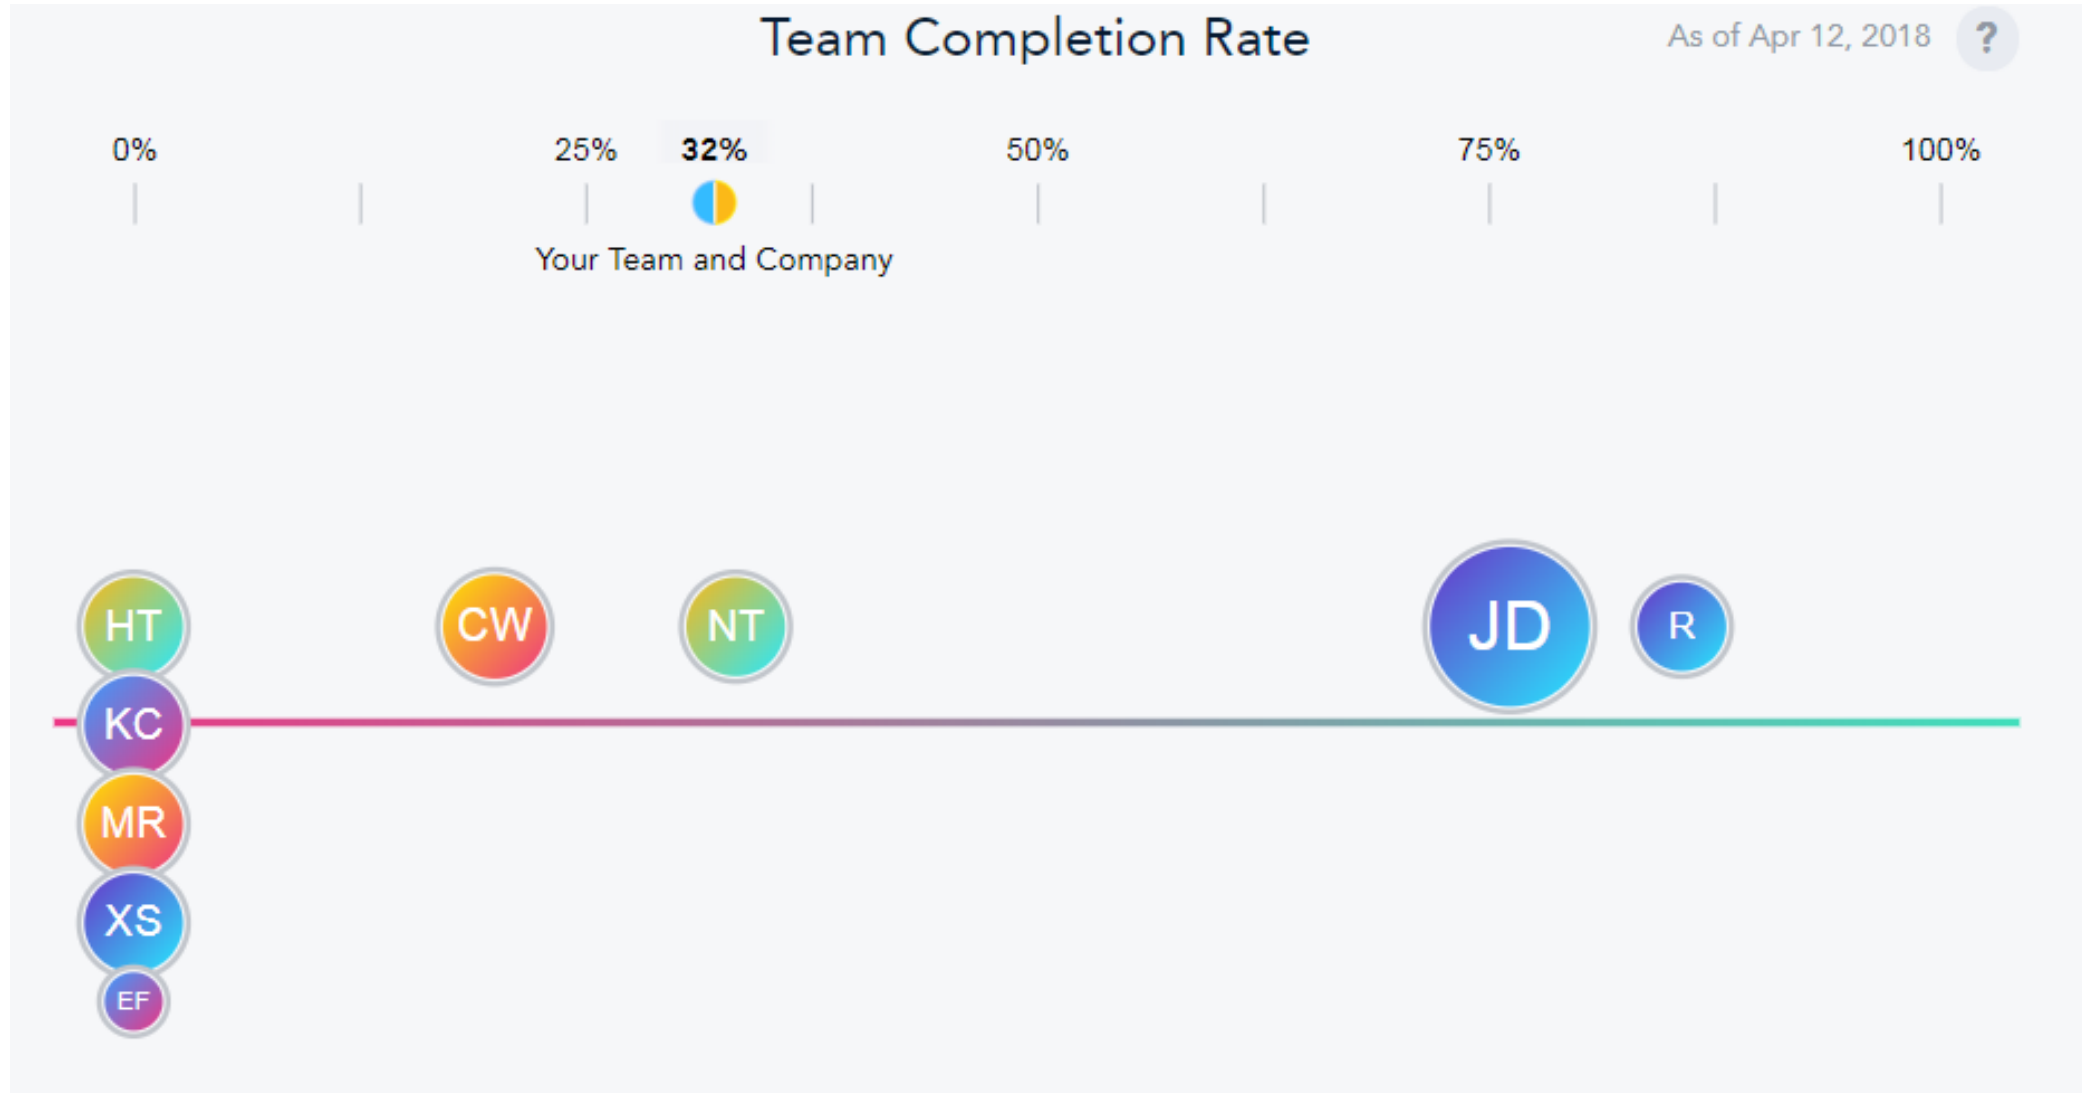 Team Completion Rate
As of Apr 12, 2018 ?
0% 25% 32% 50% 75% 100%
Your Team and Company
HT CW NT JD R
KC
MR
XS
EF